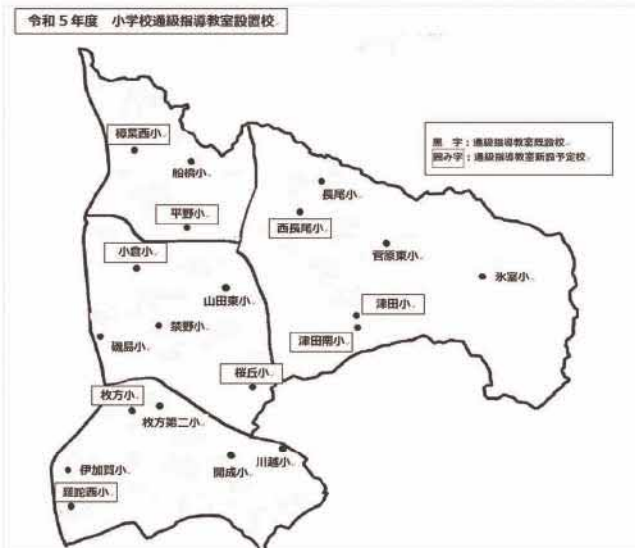 令和５年度　小学校通級指導教室設置校
黒　字：通級指導教室既設校
囲み字：通級指導教室新設予定校
樟葉西小
船橋小
平野小
長尾小
西長尾小
菅原東小
氷室小
小倉小
山田東小
津田小
津田南小
禁野小
磯島小
桜丘小
枚方小
枚方第二小
川越小
開成小
伊加賀小
蹉跎西小